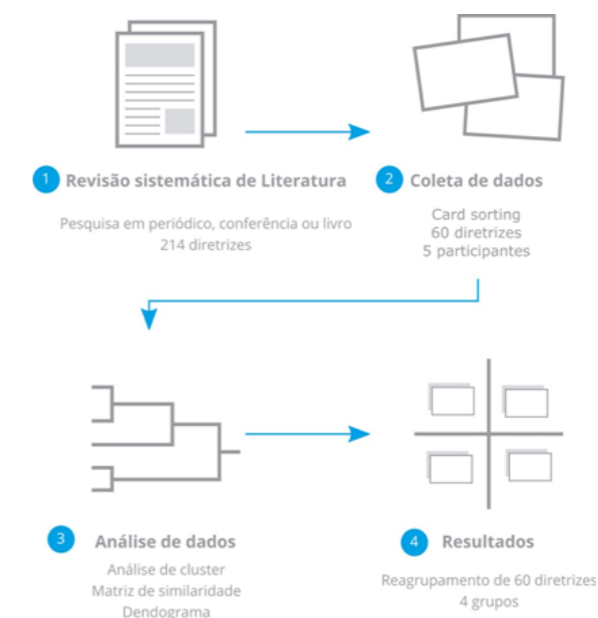 1 Revisão sistemática de Literatura
Pesquisa em periódico, conferência ou livro
214 diretrizes
2 Coleta de dados
Card sorting
60 diretrizes
5 participantes
3 Análise de dados
Análise de cluster
Matriz de similaridade
Dendograma
4 Resultados
Reagrupamento de 60 diretrizes
4 grupos